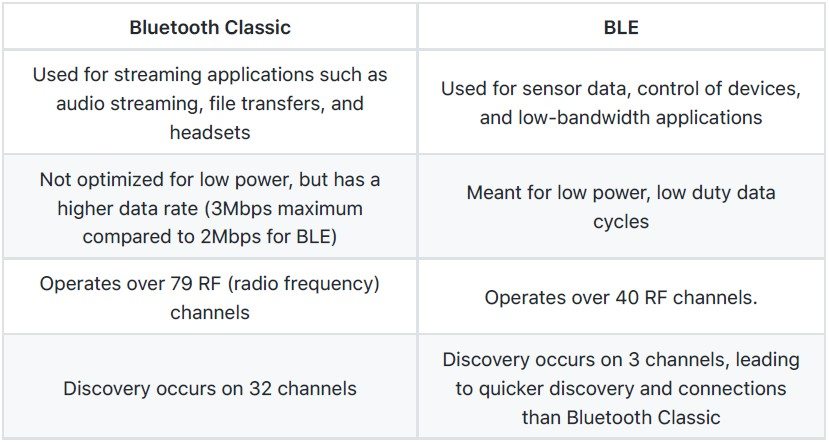 Bluetooth Classic
BLE
Used for streaming applications such as
audio streaming, file transfers, and
headsets
Used for sensor data, control of devices,
and low-bandwidth applications
Not optimized for low power, but has a
higher data rate (3Mbps maximum
compared to 2Mbps for BLE)
Meant for low power, low duty data
cycles
Operates over 79 RF (radio frequency)
channels
Operates over 40 RF channels.
Discovery occurs on 32 channels
Discovery occurs on 3 channels, leading
to quicker discovery and connections
than Bluetooth Classic